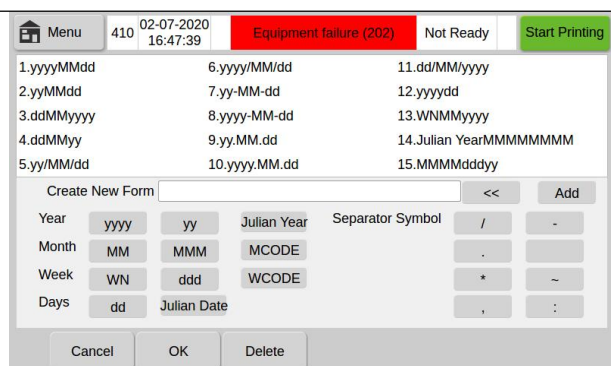 Menu 410 02-07-2020 16:47:39 Equipment failure (202) Not Ready Start Printing
1.yyyyMMdd 6.yyyy/MM/dd 11.dd/MM/yyyy
2.yyMMdd 7.yy-MM-dd 12.yyyydd
3.ddMMyyyy 8.yyyy-MM-dd 13.WNMMyyyy
4.ddMMyy 9.yy.MM.dd 14.Julian YearMMMMMMMM
5.yy/MM/dd 10.yyyy.MM.dd 15.MMMMdddyy
Create New Form << Add
Year yyyy yy Julian Year Separator Symbol / -
Month MM MMM MCODE .
Week WN ddd WCODE * ~
Days dd Julian Date , :
Cancel OK Delete